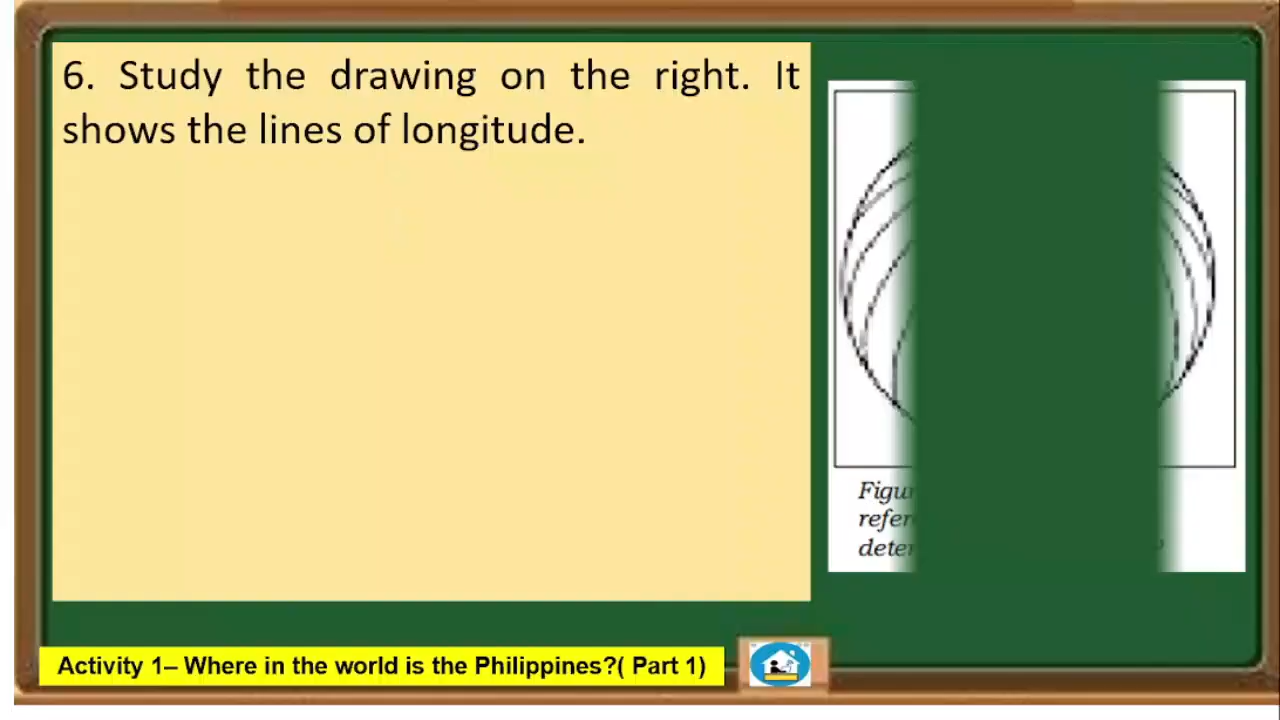 6. Study the drawing on the right. It
shows the lines of longitude.
Activity 1– Where in the world is the Philippines?( Part 1)